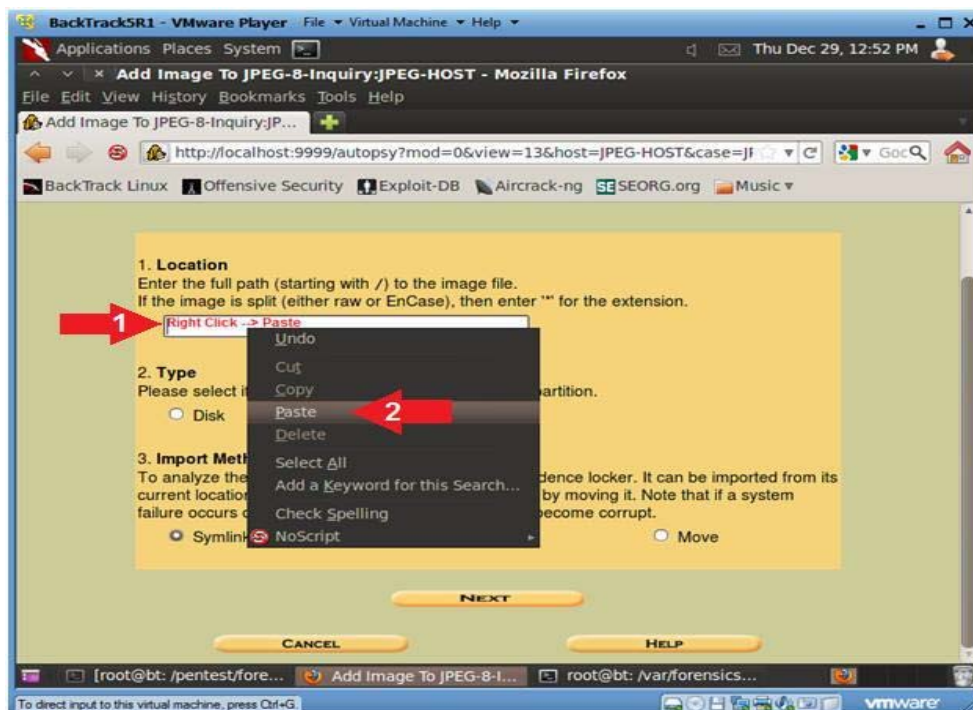 BackTrack5R1 - VMware Player File Virtual Machine Help
Applications Places System Thu Dec 29, 12:52 PM
Add Image To JPEG-8-Inquiry:JPEG-HOST - Mozilla Firefox
File Edit View History Bookmarks Tools Help
Add Image To JPEG-8-Inquiry:JP...
http://localhost:9999/autopsy?mod=0&view=13&host=JPEG-HOST&case=JF
BackTrack Linux Offensive Security Exploit-DB Aircrack-ng SEORG.org Music
1. Location
Enter the full path (starting with /) to the image file.
If the image is split (either raw or EnCase), then enter '*' for the extension.
1 Right Click --> Paste
Undo
Cut
2. Type
Please select Copy partition.
Disk Paste 2
Delete
3. Import Select All
To analyze the dence locker. It can be imported from its
Add a Keyword for this Search...
current location by moving it. Note that if a system
failure occurs Check Spelling become corrupt.
Symlink NoScript Move
NEXT
CANCEL HELP
[root@bt: /pentest/fore... Add Image To JPEG-8-I... root@bt: /var/forensics...
To direct input to this virtual machine, press Ctrl+G. vmware